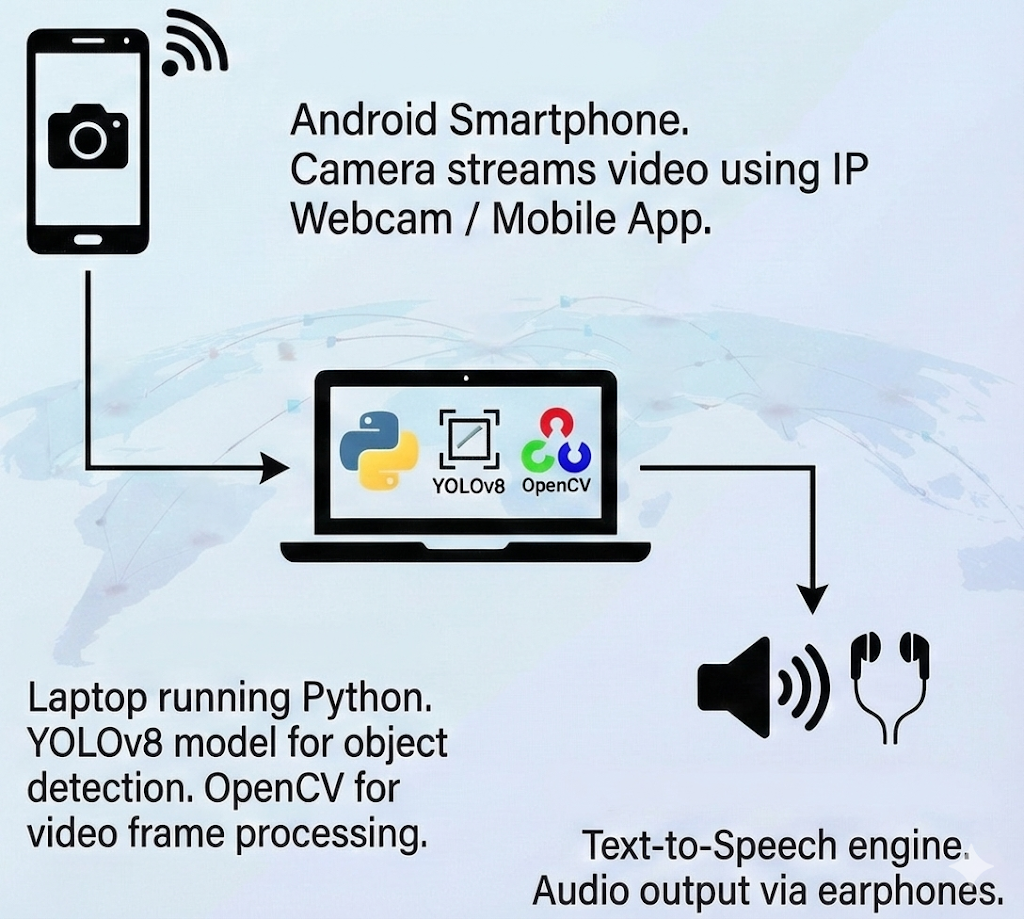 Android Smartphone.
Camera streams video using IP
Webcam / Mobile App.
YOLOv8
OpenCV
Laptop running Python.
YOLOv8 model for object
detection. OpenCV for
video frame processing.
Text-to-Speech engine.
Audio output via earphones.